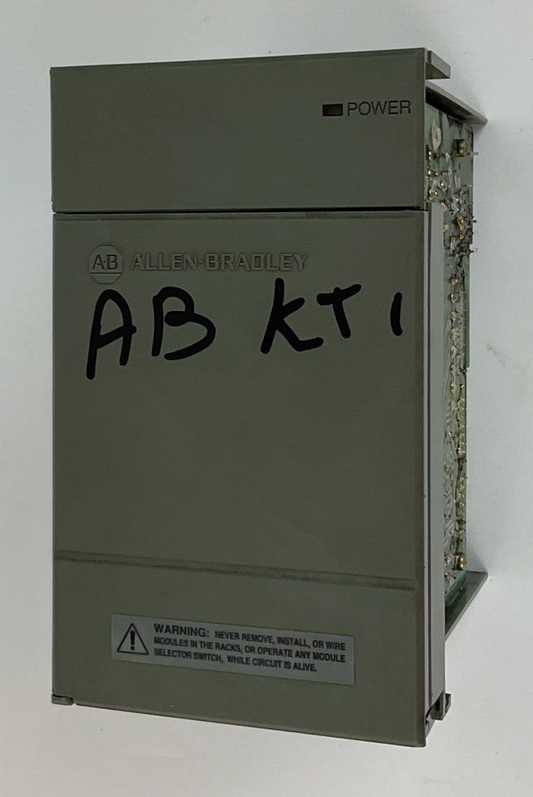 POWER
AB ALLEN-BRADLEY
AB KT1
WARNING: NEVER REMOVE, INSTALL, OR WIRE
MODULES IN THE RACKS, OR OPERATE ANY MODULE
SELECTOR SWITCH, WHILE CIRCUIT IS ALIVE.